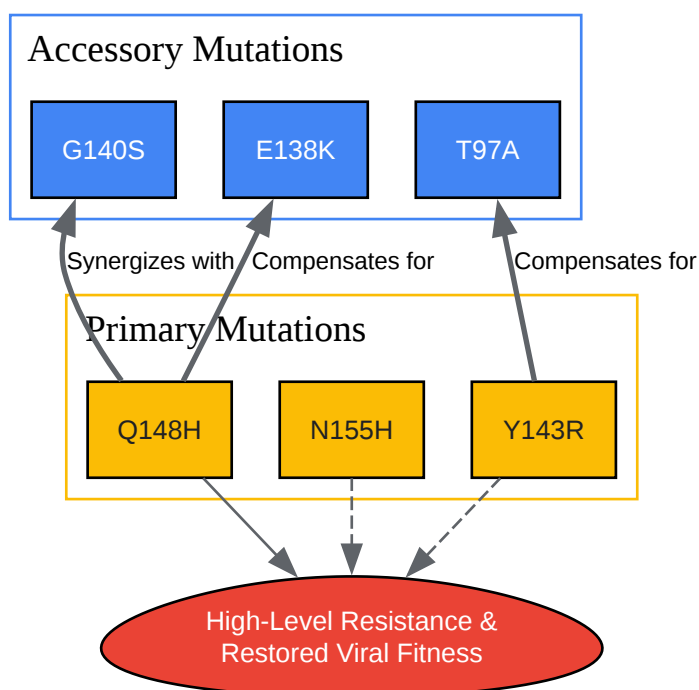 Accessory Mutations
G140S
E138K
T97A
Synergizes with
Compensates for
Compensates for
Primary Mutations
Q148H
N155H
Y143R
High-Level Resistance &
Restored Viral Fitness